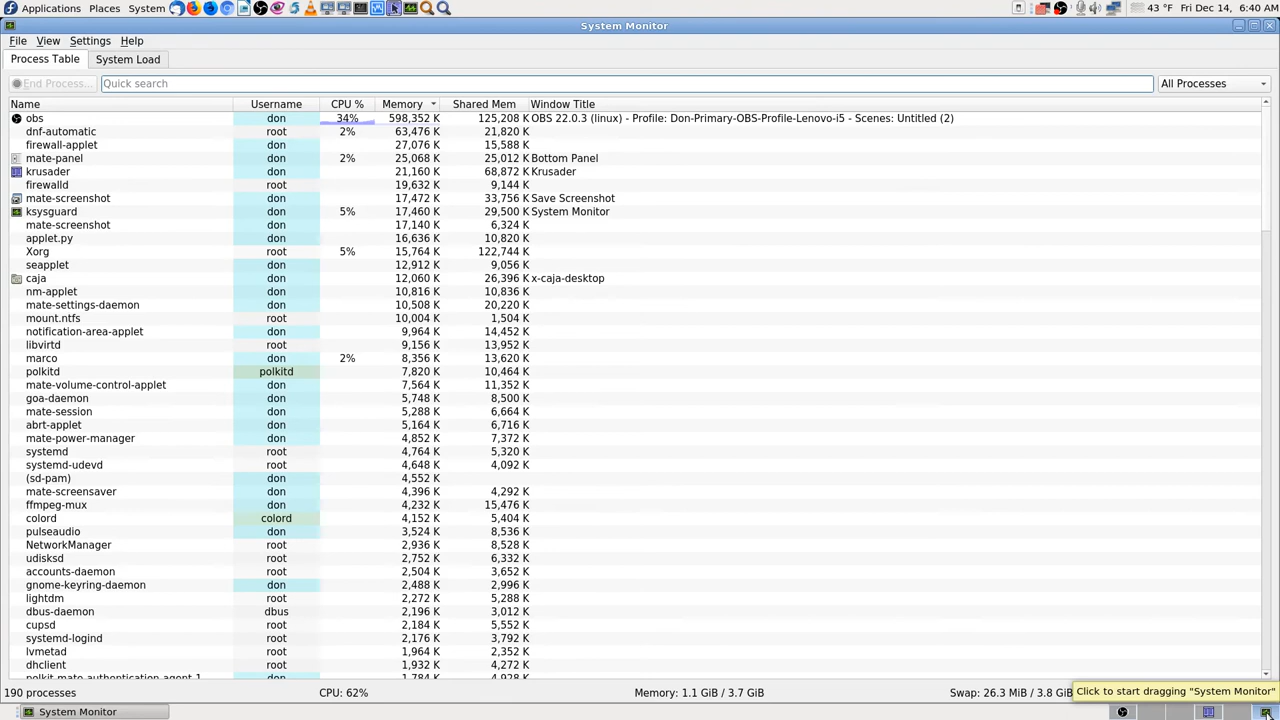 Applications Places System 43 °F Fri Dec 14, 6:40 AM
System Monitor
File View Settings Help
Process Table System Load
End Process... Quick search All Processes
Name Username CPU % Memory Shared Mem Window Title
obs don 34% 598,352 K 125,208 K OBS 22.0.3 (linux) - Profile: Don-Primary-OBS-Profile-Lenovo-i5 - Scenes: Untitled (2)
dnf-automatic root 2% 63,476 K 21,820 K
firewall-applet don 27,076 K 15,588 K
mate-panel don 2% 25,068 K 25,012 K Bottom Panel
krusader don 21,160 K 68,872 K Krusader
firewalld root 19,632 K 9,144 K
mate-screenshot don 17,472 K 33,756 K Save Screenshot
ksysguard don 5% 17,460 K 29,500 K System Monitor
mate-screenshot don 17,140 K 6,324 K
applet.py don 16,636 K 10,820 K
Xorg root 5% 15,764 K 122,744 K
seapplet don 12,912 K 9,056 K
caja don 12,060 K 26,396 K x-caja-desktop
nm-applet don 10,816 K 10,836 K
mate-settings-daemon don 10,508 K 20,220 K
mount.ntfs root 10,004 K 1,504 K
notification-area-applet don 9,964 K 14,452 K
libvirtd root 9,156 K 13,952 K
marco don 2% 8,356 K 13,620 K
polkitd polkitd 7,820 K 10,464 K
mate-volume-control-applet don 7,564 K 11,352 K
goa-daemon don 5,748 K 8,500 K
mate-session don 5,288 K 6,664 K
abrt-applet don 5,164 K 6,716 K
mate-power-manager don 4,852 K 7,372 K
systemd root 4,764 K 5,320 K
systemd-udevd root 4,648 K 4,092 K
(sd-pam) don 4,552 K
mate-screensaver don 4,396 K 4,292 K
ffmpeg-mux don 4,232 K 15,476 K
colord colord 4,152 K 5,404 K
pulseaudio don 3,524 K 8,536 K
NetworkManager root 2,936 K 8,528 K
udisksd root 2,752 K 6,332 K
accounts-daemon root 2,504 K 3,652 K
gnome-keyring-daemon don 2,488 K 2,996 K
lightdm root 2,272 K 5,288 K
dbus-daemon dbus 2,196 K 3,012 K
cupsd root 2,184 K 5,552 K
systemd-logind root 2,176 K 3,792 K
lvmetad root 1,964 K 2,352 K
dhclient root 1,932 K 4,272 K
polkit-mate-authentication-agent-1 don 1,784 K 4,928 K
190 processes CPU: 62% Memory: 1.1 GiB / 3.7 GiB Swap: 26.3 MiB / 3.8 GiB
Click to start dragging "System Monitor"
System Monitor